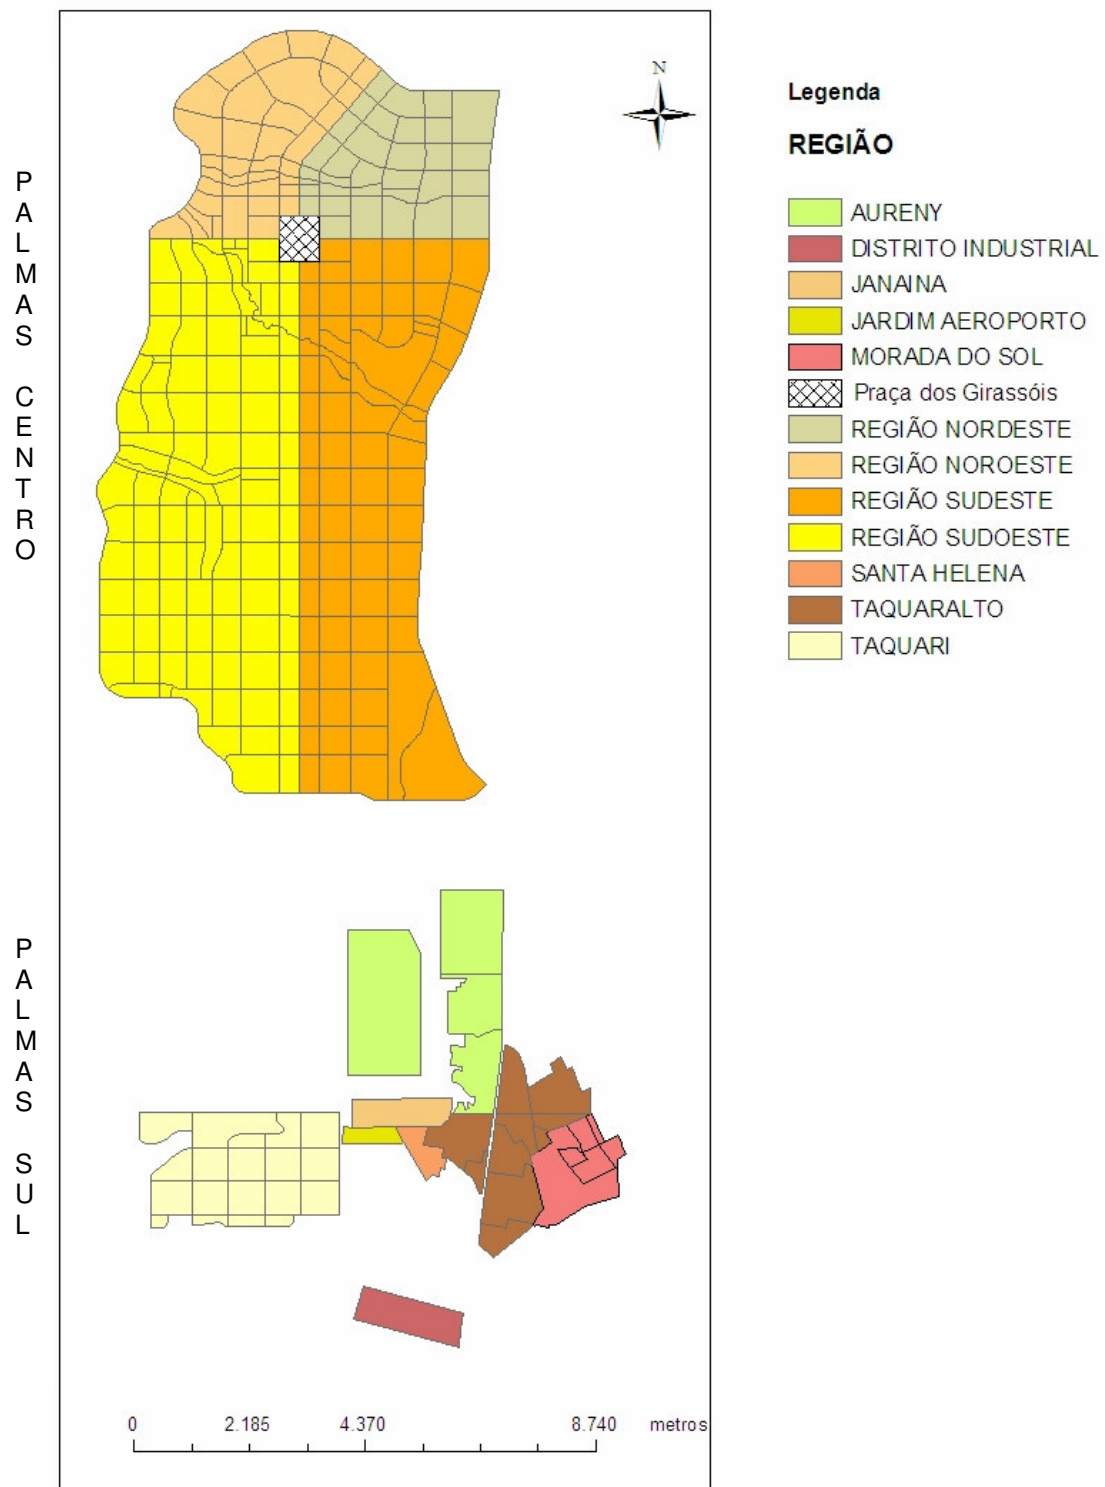 PALMAS CENTRO
PALMAS SUL
N
Legenda
REGIÃO
AURENY
DISTRITO INDUSTRIAL
JANAINA
JARDIM AEROPORTO
MORADA DO SOL
Praça dos Girassóis
REGIÃO NORDESTE
REGIÃO NOROESTE
REGIÃO SUDESTE
REGIÃO SUDOESTE
SANTA HELENA
TAQUARALTO
TAQUARI
0 2.185 4.370 8.740 metros